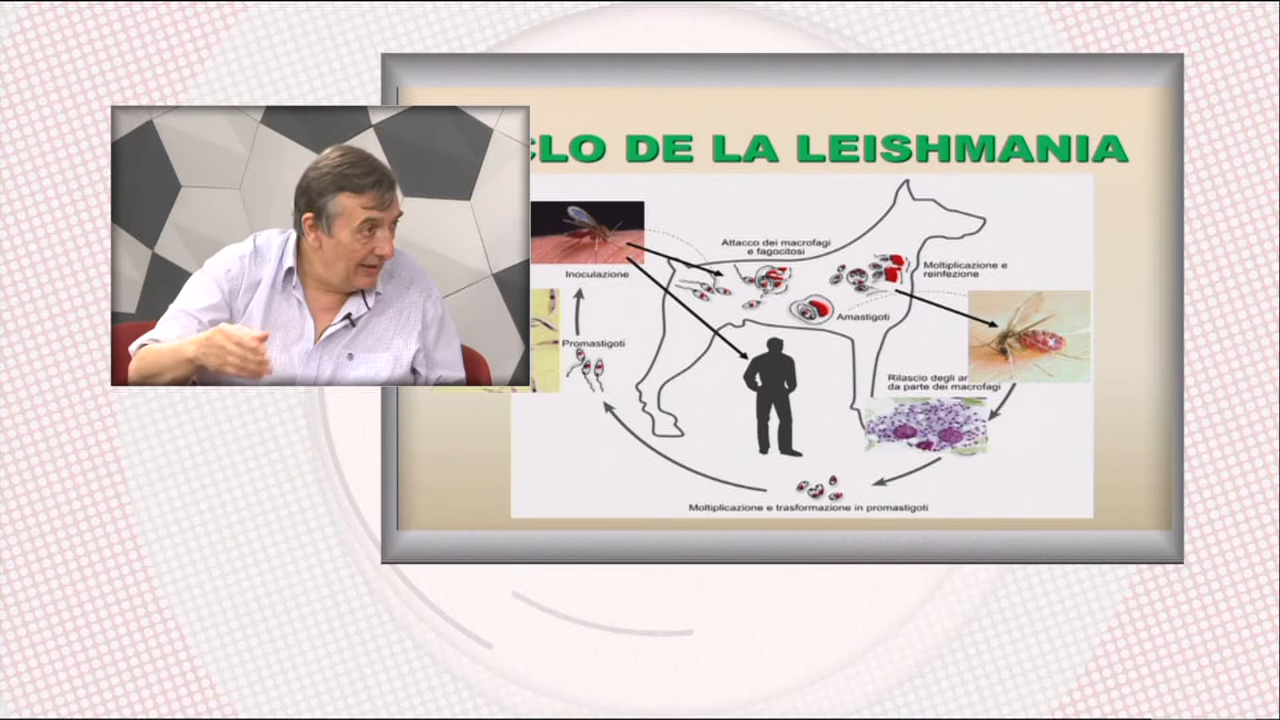 CLO DE LA LEISHMANIA
Attacco dei macrofagi
e fagocitosi
Inoculazione
Moltiplicazione e
reinfezione
Amastigoti
Promastigoti
Rilascio degli
da parte dei macrofagi
Moltiplicazione e trasformazione in promastigoti